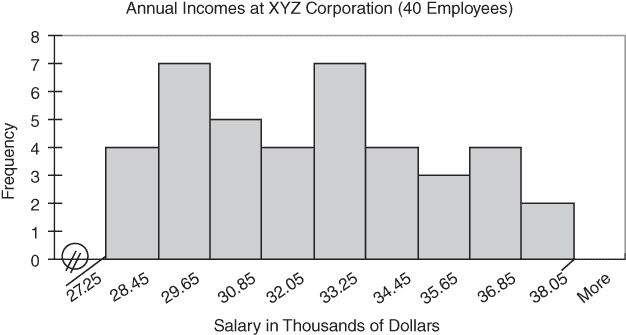 Annual Incomes at XYZ Corporation (40 Employees)
8
7
6
5
4
3
2
1
0
Frequency
27.25 28.45 29.65 30.85 32.05 33.25 34.45 35.65 36.85 38.05 More
Salary in Thousands of Dollars